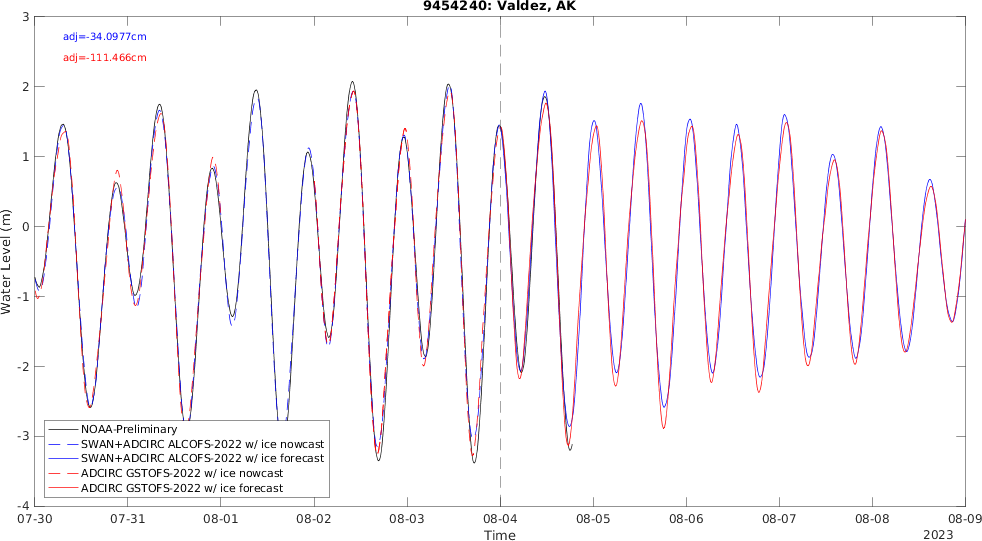 9454240: Valdez, AK
adj=-34.0977cm
adj=-111.466cm
Water Level (m)
3
2
1
0
-1
-2
-3
-4
NOAA-Preliminary
SWAN+ADCIRC ALCOFS-2022 w/ ice nowcast
SWAN+ADCIRC ALCOFS-2022 w/ ice forecast
ADCIRC GSTOFS-2022 w/ ice nowcast
ADCIRC GSTOFS-2022 w/ ice forecast
07-30 07-31 08-01 08-02 08-03 08-04 08-05 08-06 08-07 08-08 08-09
Time
2023